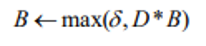 B ← max(δ, D * B)